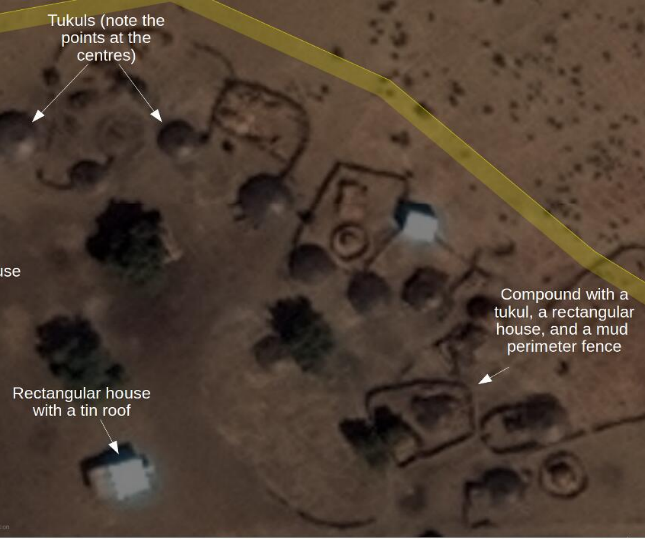 Tukuls (note the
points at the
centres)
use
Compound with a
tukul, a rectangular
house, and a mud
perimeter fence
Rectangular house
with a tin roof